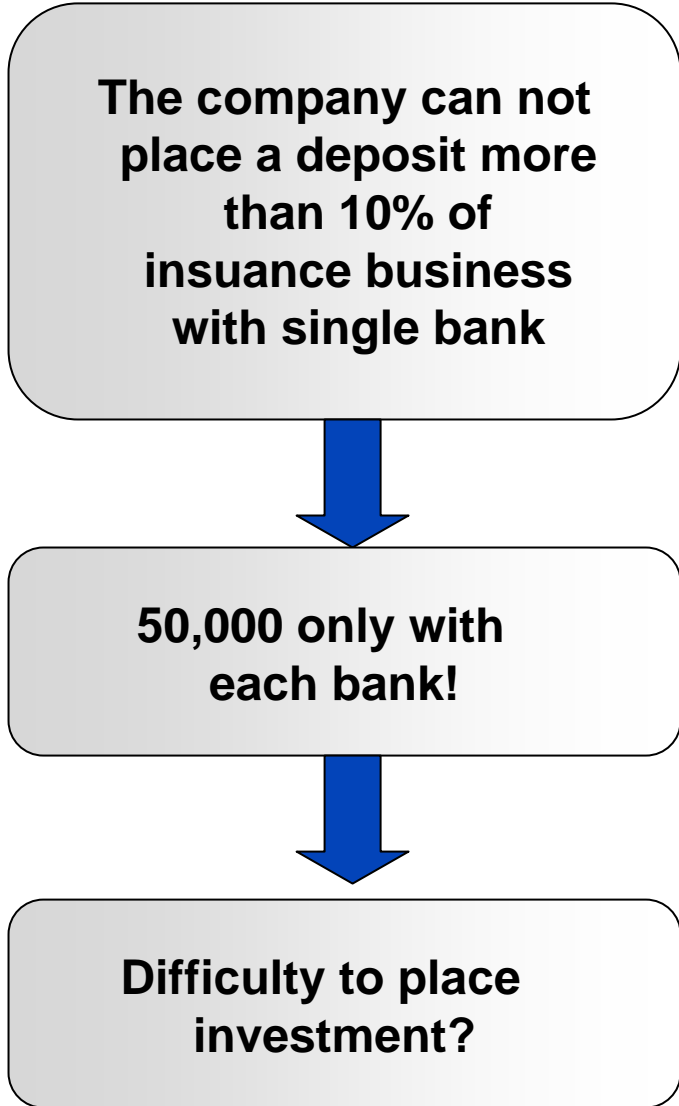 The company can not
place a deposit more
than 10% of
insuance business
with single bank
50,000 only with
each bank!
Difficulty to place
investment?